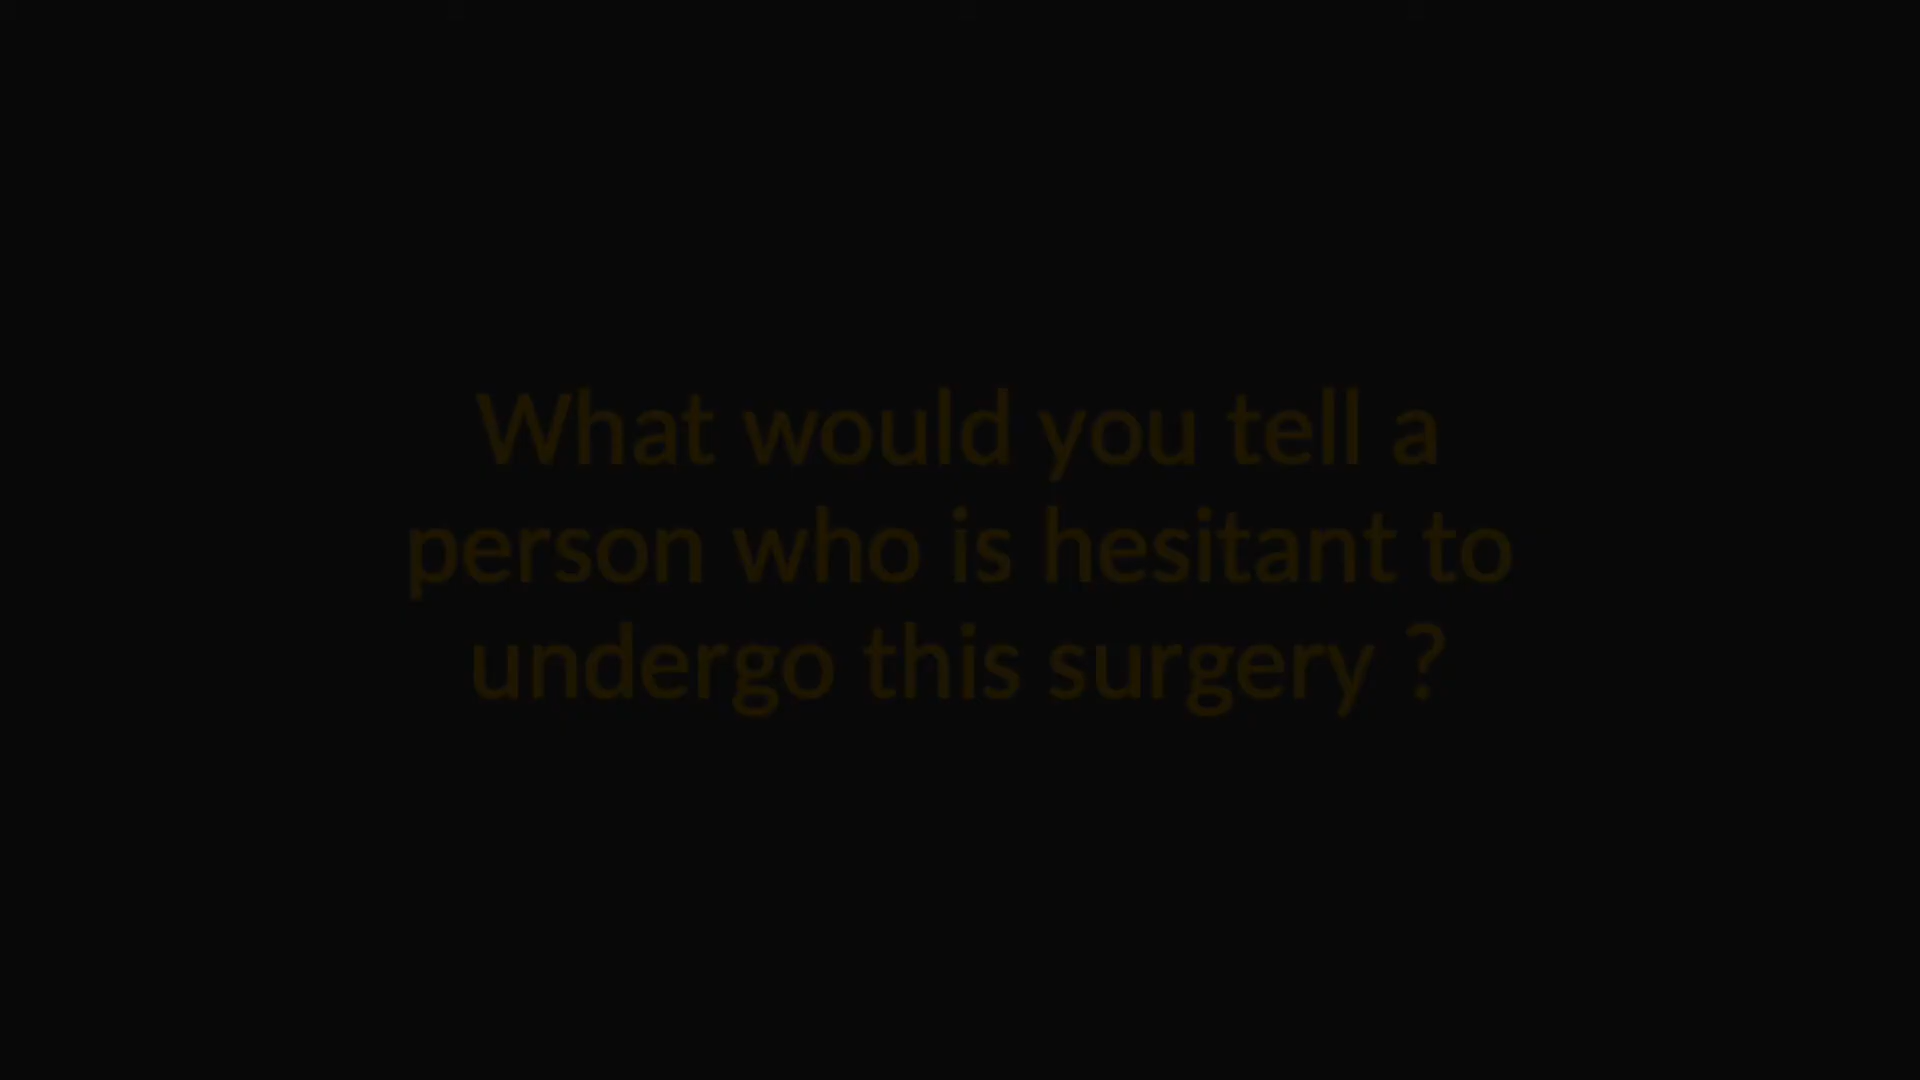 What would you tell a
person who is hesitant to
undergo this surgery ?